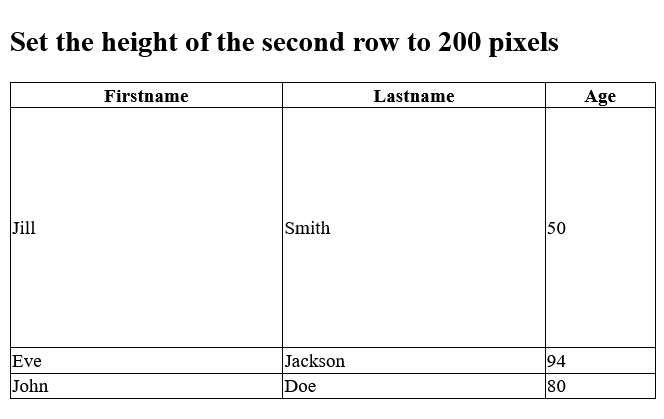 Set the height of the second row to 200 pixels
Firstname Lastname Age
Jill Smith 50
Eve Jackson 94
John Doe 80